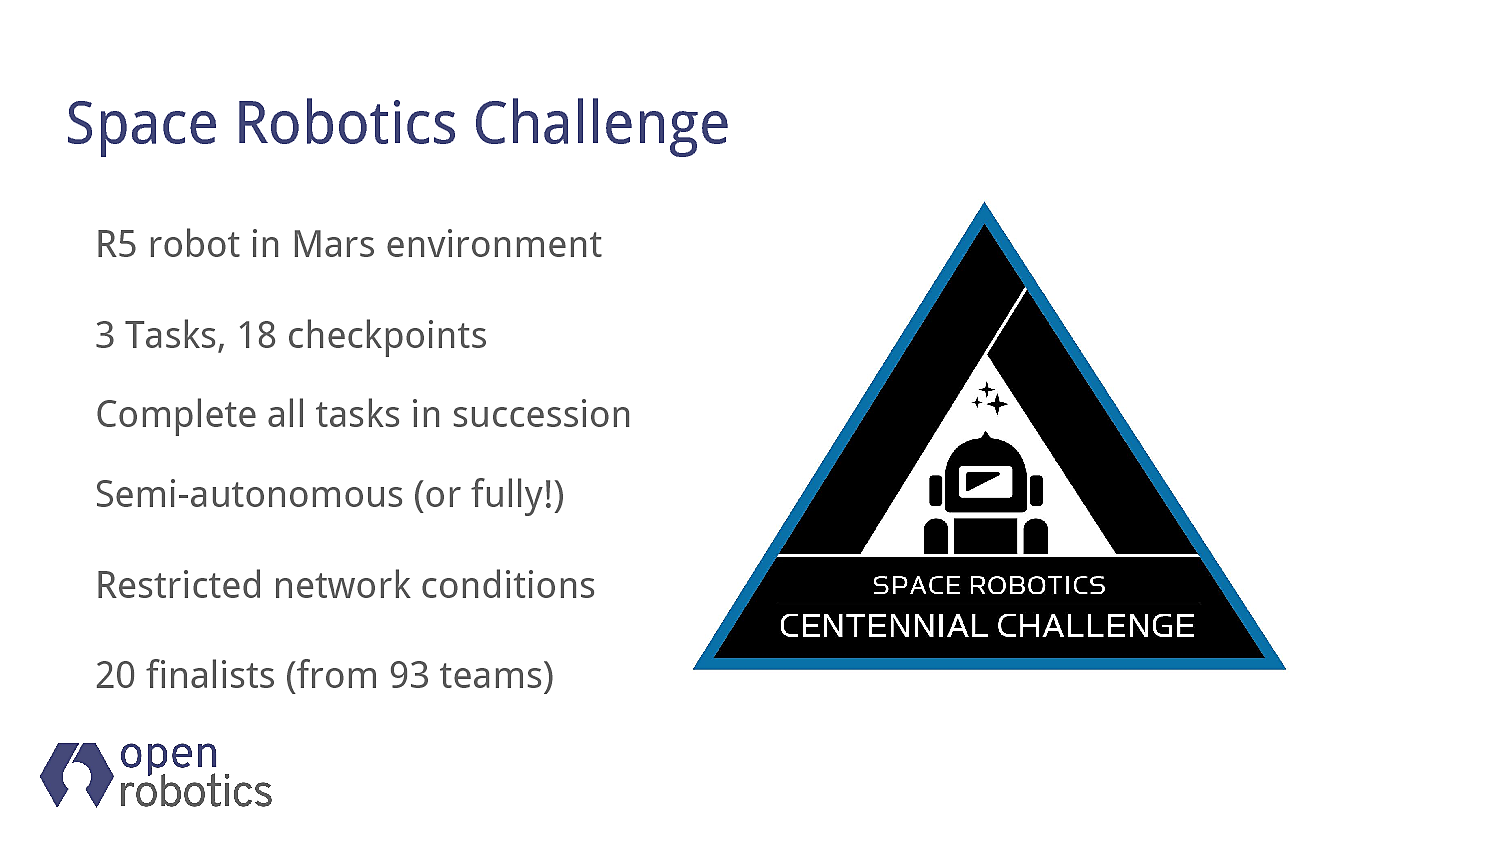 Space Robotics Challenge
R5 robot in Mars environment
3 Tasks, 18 checkpoints
Complete all tasks in succession
Semi-autonomous (or fully!)
Restricted network conditions
20 finalists (from 93 teams)
SPACE ROBOTICS
CENTENNIAL CHALLENGE
open
robotics